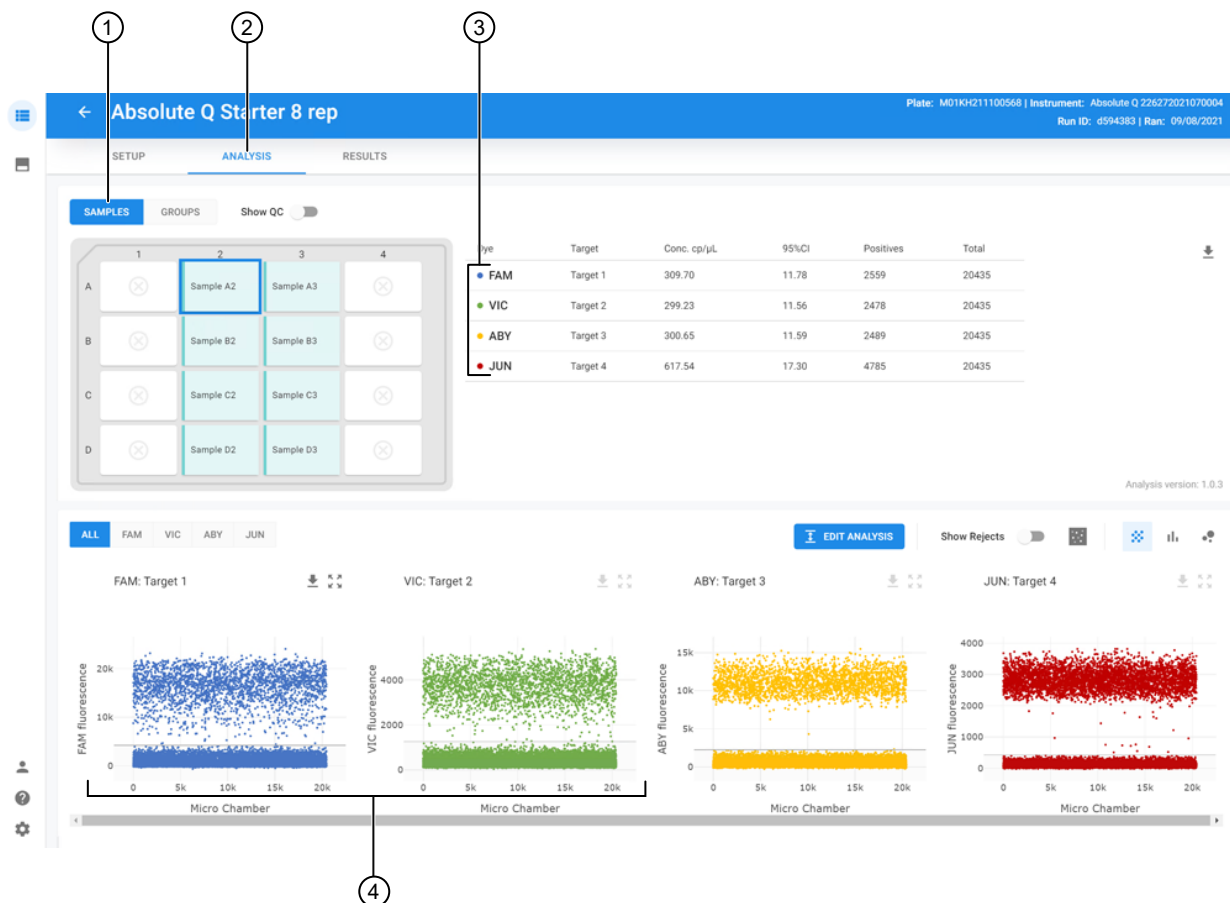 1 2 3
Absolute Q Starter 8 rep
Plate: M01KH211100568 | Instrument: Absolute Q 226272021070004
Run ID: d594383 | Ran: 09/08/2021
SETUP ANALYSIS RESULTS
SAMPLES GROUPS Show QC
1 2 3 4
A Sample A2 Sample A3
B Sample B2 Sample B3
C Sample C2 Sample C3
D Sample D2 Sample D3
Dye Target Conc. cp/µL 95%CI Positives Total
FAM Target 1 309.70 11.78 2559 20435
VIC Target 2 299.23 11.56 2478 20435
ABY Target 3 300.65 11.59 2489 20435
JUN Target 4 617.54 17.30 4785 20435
Analysis version: 1.0.3
ALL FAM VIC ABY JUN
EDIT ANALYSIS Show Rejects
FAM: Target 1
FAM fluorescence
20k
10k
0
0 5k 10k 15k 20k
Micro Chamber
VIC: Target 2
VIC fluorescence
4000
2000
0
0 5k 10k 15k 20k
Micro Chamber
ABY: Target 3
ABY fluorescence
15k
10k
5k
0
0 5k 10k 15k 20k
Micro Chamber
JUN: Target 4
JUN fluorescence
4000
3000
2000
1000
0
0 5k 10k 15k 20k
Micro Chamber
4